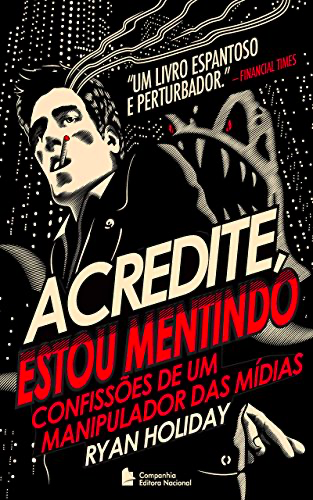 “UM LIVRO ESPANTOSO
E PERTURBADOR.” – FINANCIAL TIMES
ACREDITE,
ESTOU MENTINDO
CONFISSÕES DE UM
MANIPULADOR DAS MÍDIAS
RYAN HOLIDAY
Companhia
Editora Nacional